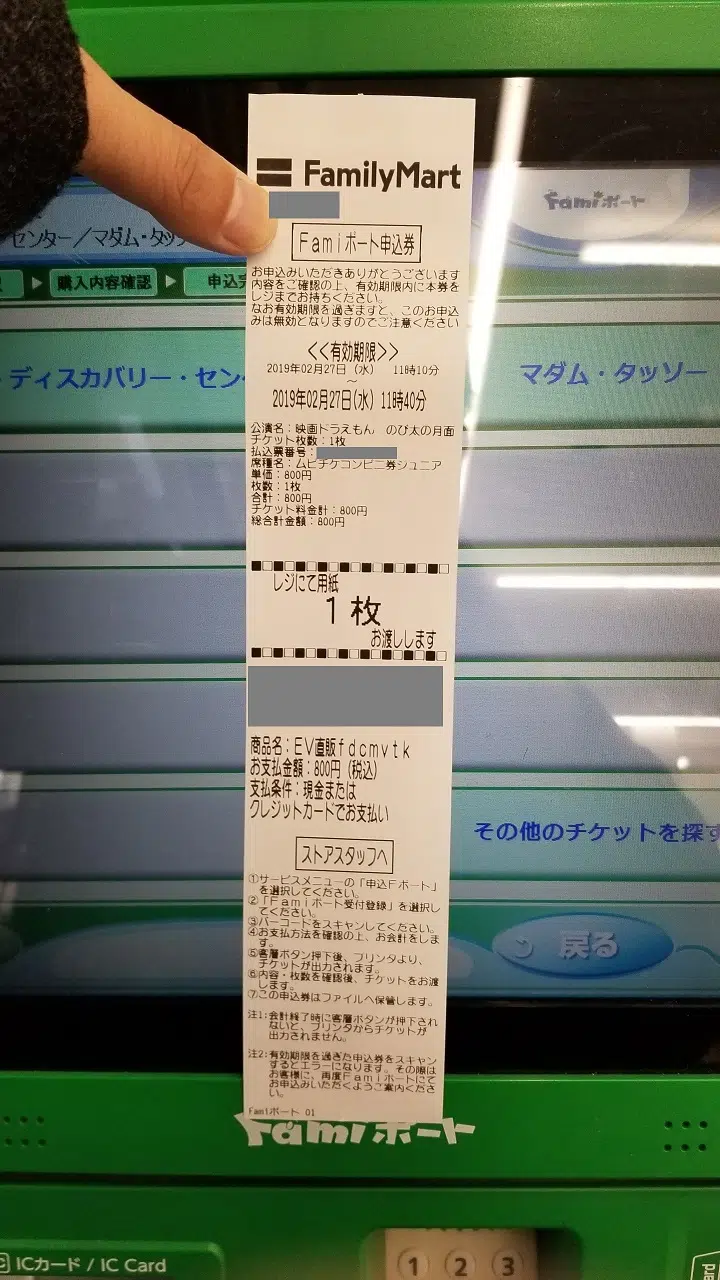 FamilyMart
Famiポート申込券
お申込みいただきありがとうございます
内容をご確認の上、有効期限内に本券を
レジまでお持ちください。
なお有効期限を過ぎますと、このお申込
みは無効となりますのでご注意ください
<<有効期限>>
2019年02月27日（水） 11時10分
～
2019年02月27日(水) 11時40分
公演名：映画ドラえもん のび太の月面
チケット枚数：1枚
払込票番号：
席種名：ムビチケコンビニ券ジュニア
単価：800円
枚数：1枚
合計：800円
チケット料金計：800円
総合計金額：800円
レジにて用紙
1枚
お渡しします
商品名：EV直販fdcmvtk
お支払金額：800円（税込）
支払条件：現金または
クレジットカードでお支払い
ストアスタッフへ
①サービスメニューの「申込Fポート」
を選択してください。
②「Famiポート受付登録」を選択し
てください。
③バーコードをスキャンしてください。
④お支払方法を確認の上、お会計をしま
す。
⑤客層ボタン押下後、プリンタより、
チケットが出力されます。
⑥内容・枚数を確認後、チケットをお渡
しします。
⑦この申込券はファイルへ保管します。
注1:会計終了時に客層ボタンが押下され
ないと、プリンタからチケットが
出力されません。
注2:有効期限を過ぎた申込券をスキャン
するとエラーになります。その際は
お客様に、再度Famiポートにて
お申込みいただくようご案内くださ
い。
Famiポート 01
Famiポート
センター／マダム・タッソ
購入内容確認
申込完
・ディスカバリー・セン
マダム・タッソー
その他のチケットを探す
戻る
Famiポート
ICカード / IC Card
1 2 3